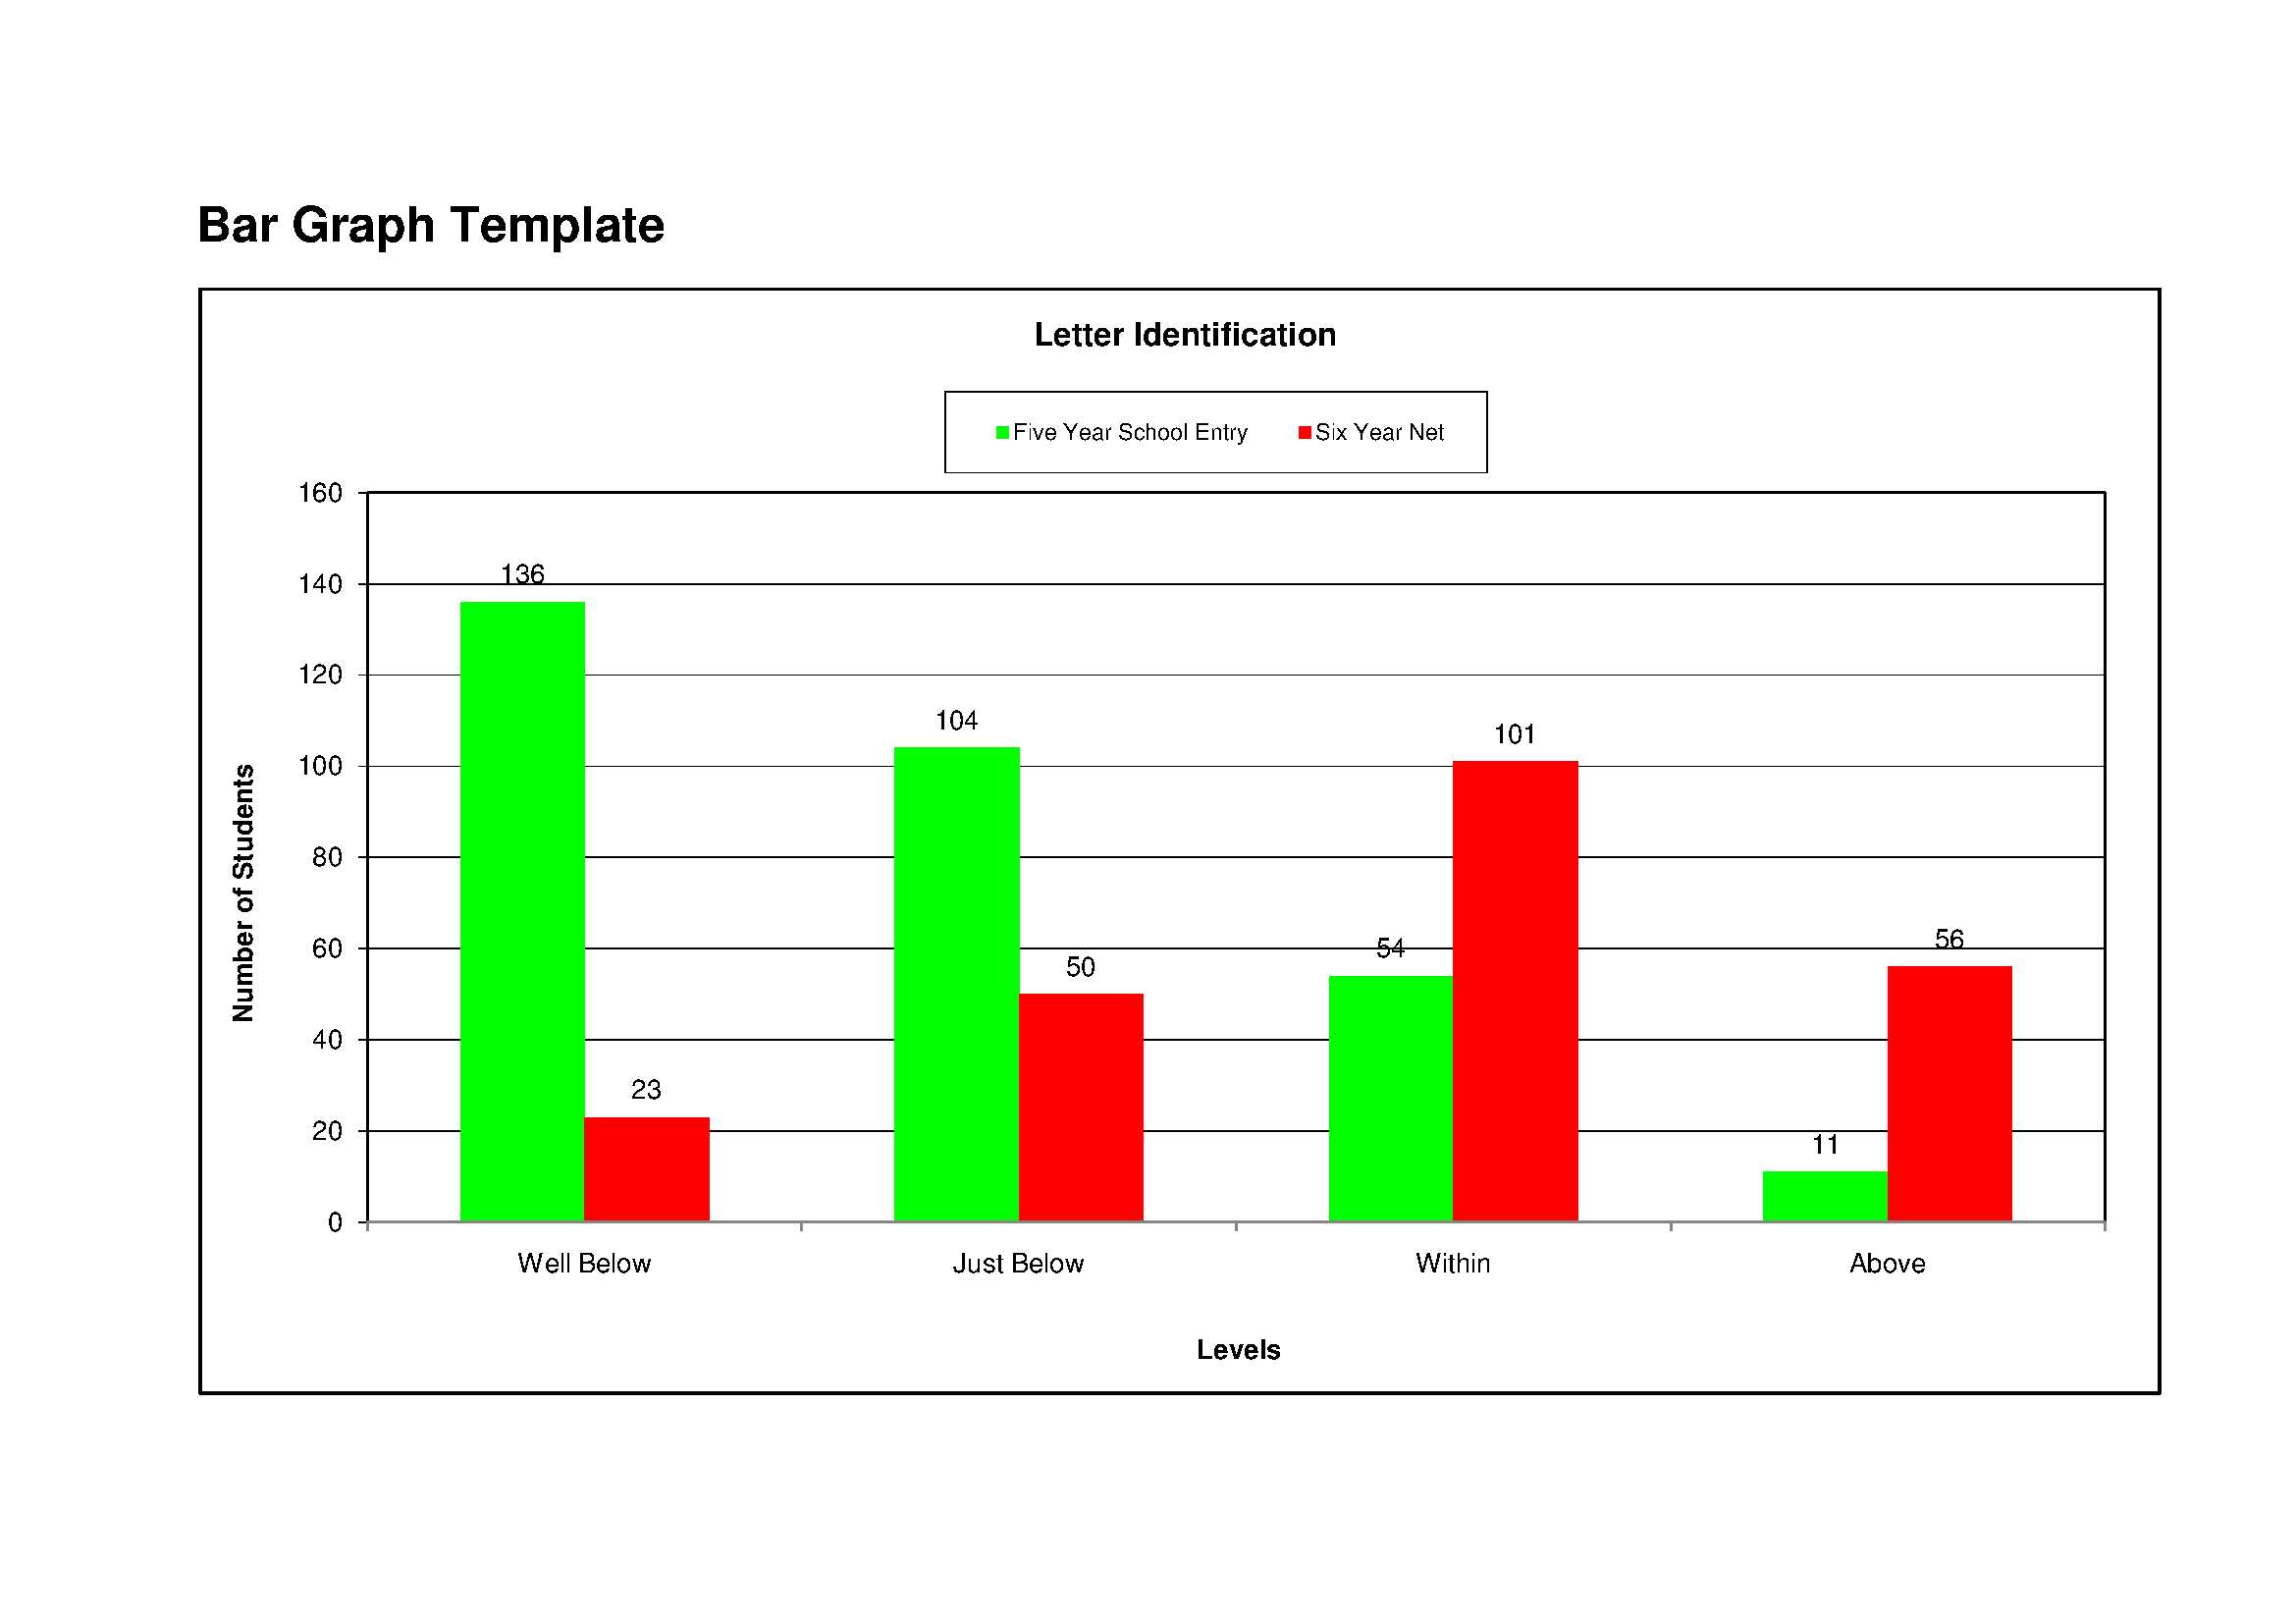 Bar Graph Template
Letter Identification
Five Year School Entry Six Year Net
160
140
120
100
80
60
40
20
0
Number of Students
136
23
104
50
54
101
11
56
Well Below Just Below Within Above
Levels